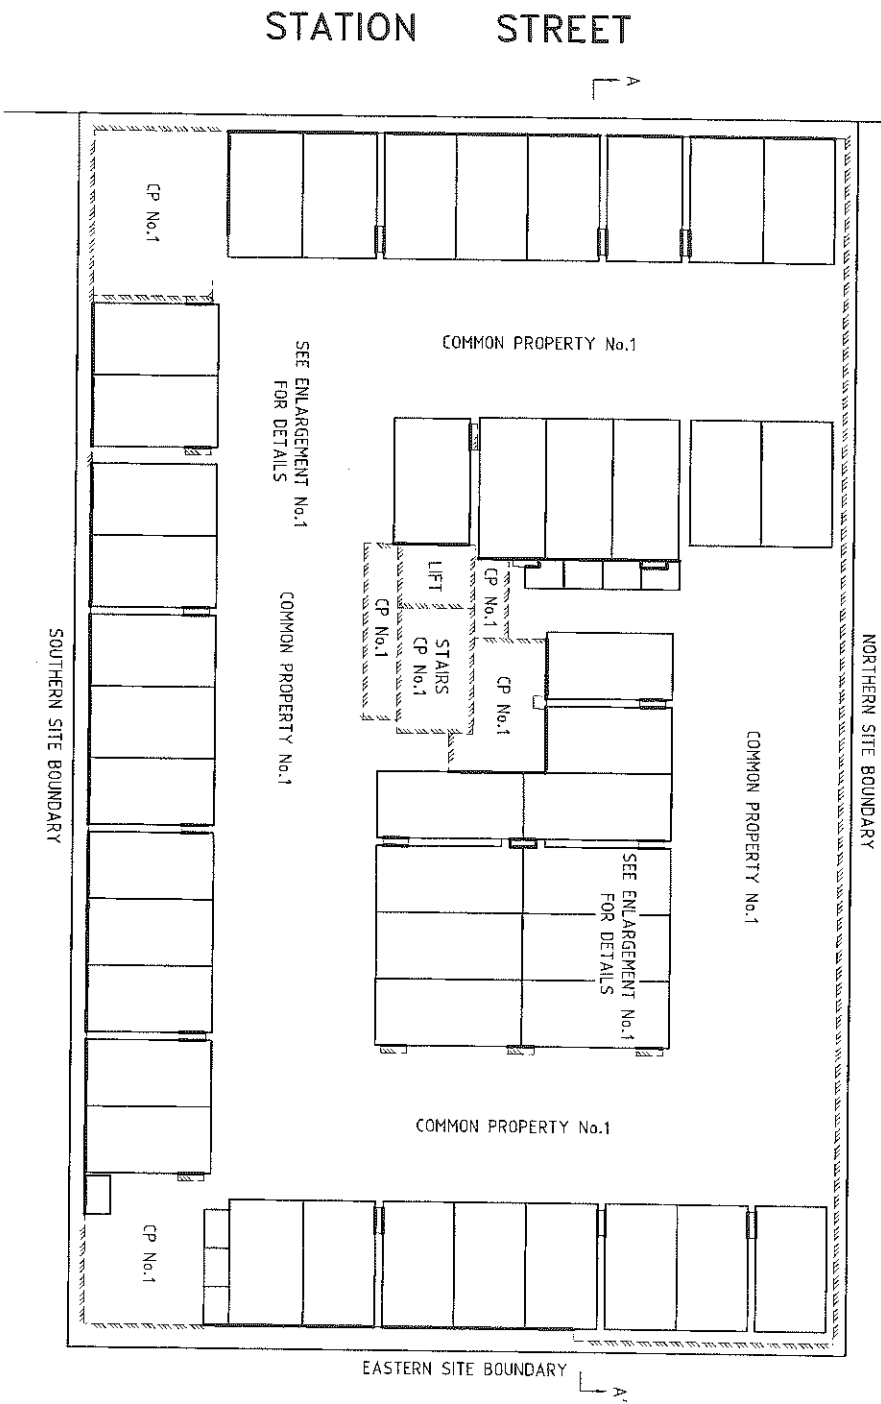 STATION STREET
A
CP No.1
COMMON PROPERTY No.1
SEE ENLARGEMENT No.1
FOR DETAILS
LIFT
CP No.1
CP No.1
STAIRS
CP No.1
CP No.1
COMMON PROPERTY No.1
SOUTHERN SITE BOUNDARY
NORTHERN SITE BOUNDARY
COMMON PROPERTY No.1
SEE ENLARGEMENT No.1
FOR DETAILS
COMMON PROPERTY No.1
CP No.1
EASTERN SITE BOUNDARY
A'